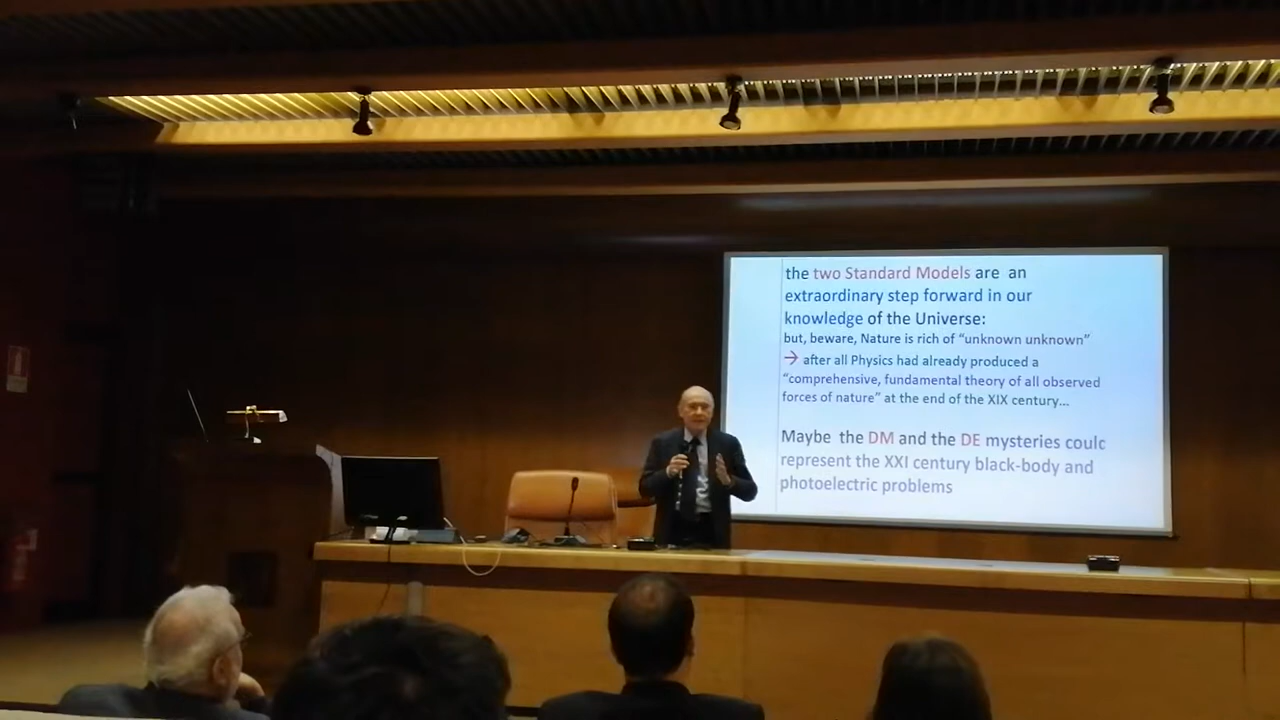 the two Standard Models are an
extraordinary step forward in our
knowledge of the Universe:
but, beware, Nature is rich of “unknown unknown”
→ after all Physics had already produced a
“comprehensive, fundamental theory of all observed
forces of nature” at the end of the XIX century...
Maybe the DM and the DE mysteries could
represent the XXI century black-body and
photoelectric problems